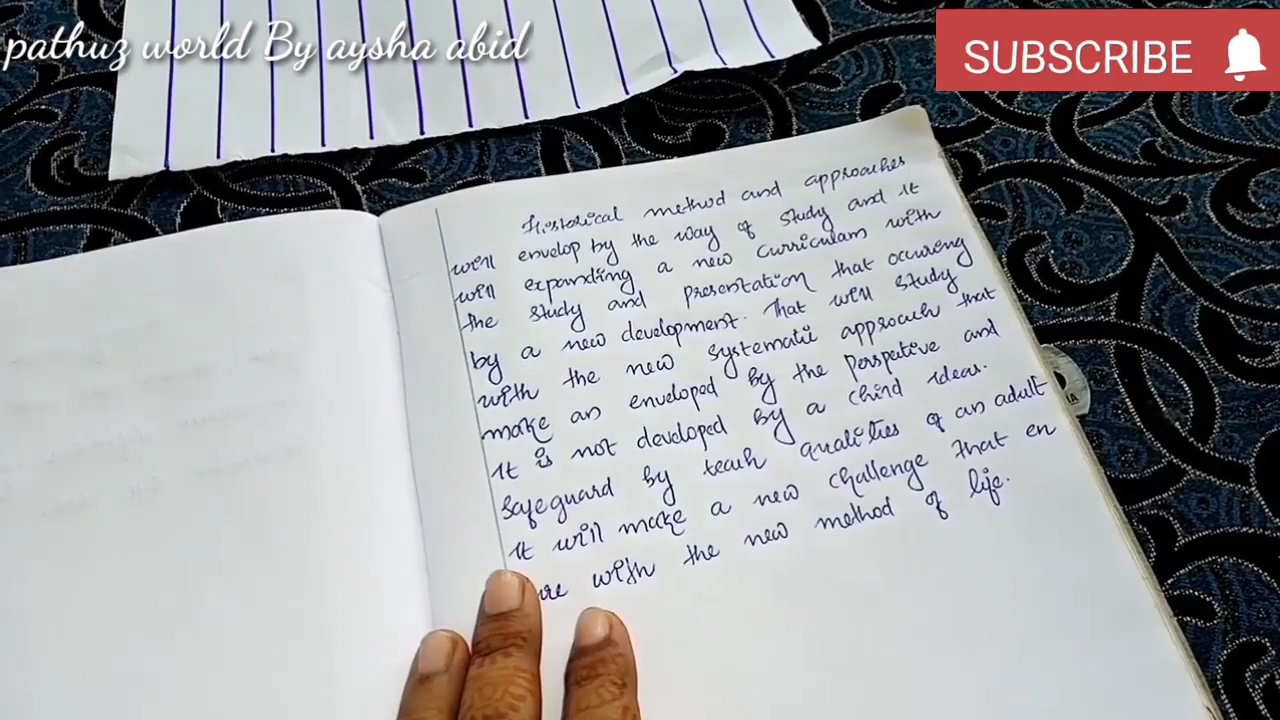 pathuz world By aysha abid
SUBSCRIBE
Historical method and approaches
will envelop by the way of study and it
will expanding a new curriculam with
the study and presentation that occuring
by a new development. That will study
with the new systematic approach that
make an enveloped by the perspative and
it is not developed by a child ideas.
Safeguard by teach qualities of an adult
it will make a new challenge that en
ure with the new method of life.